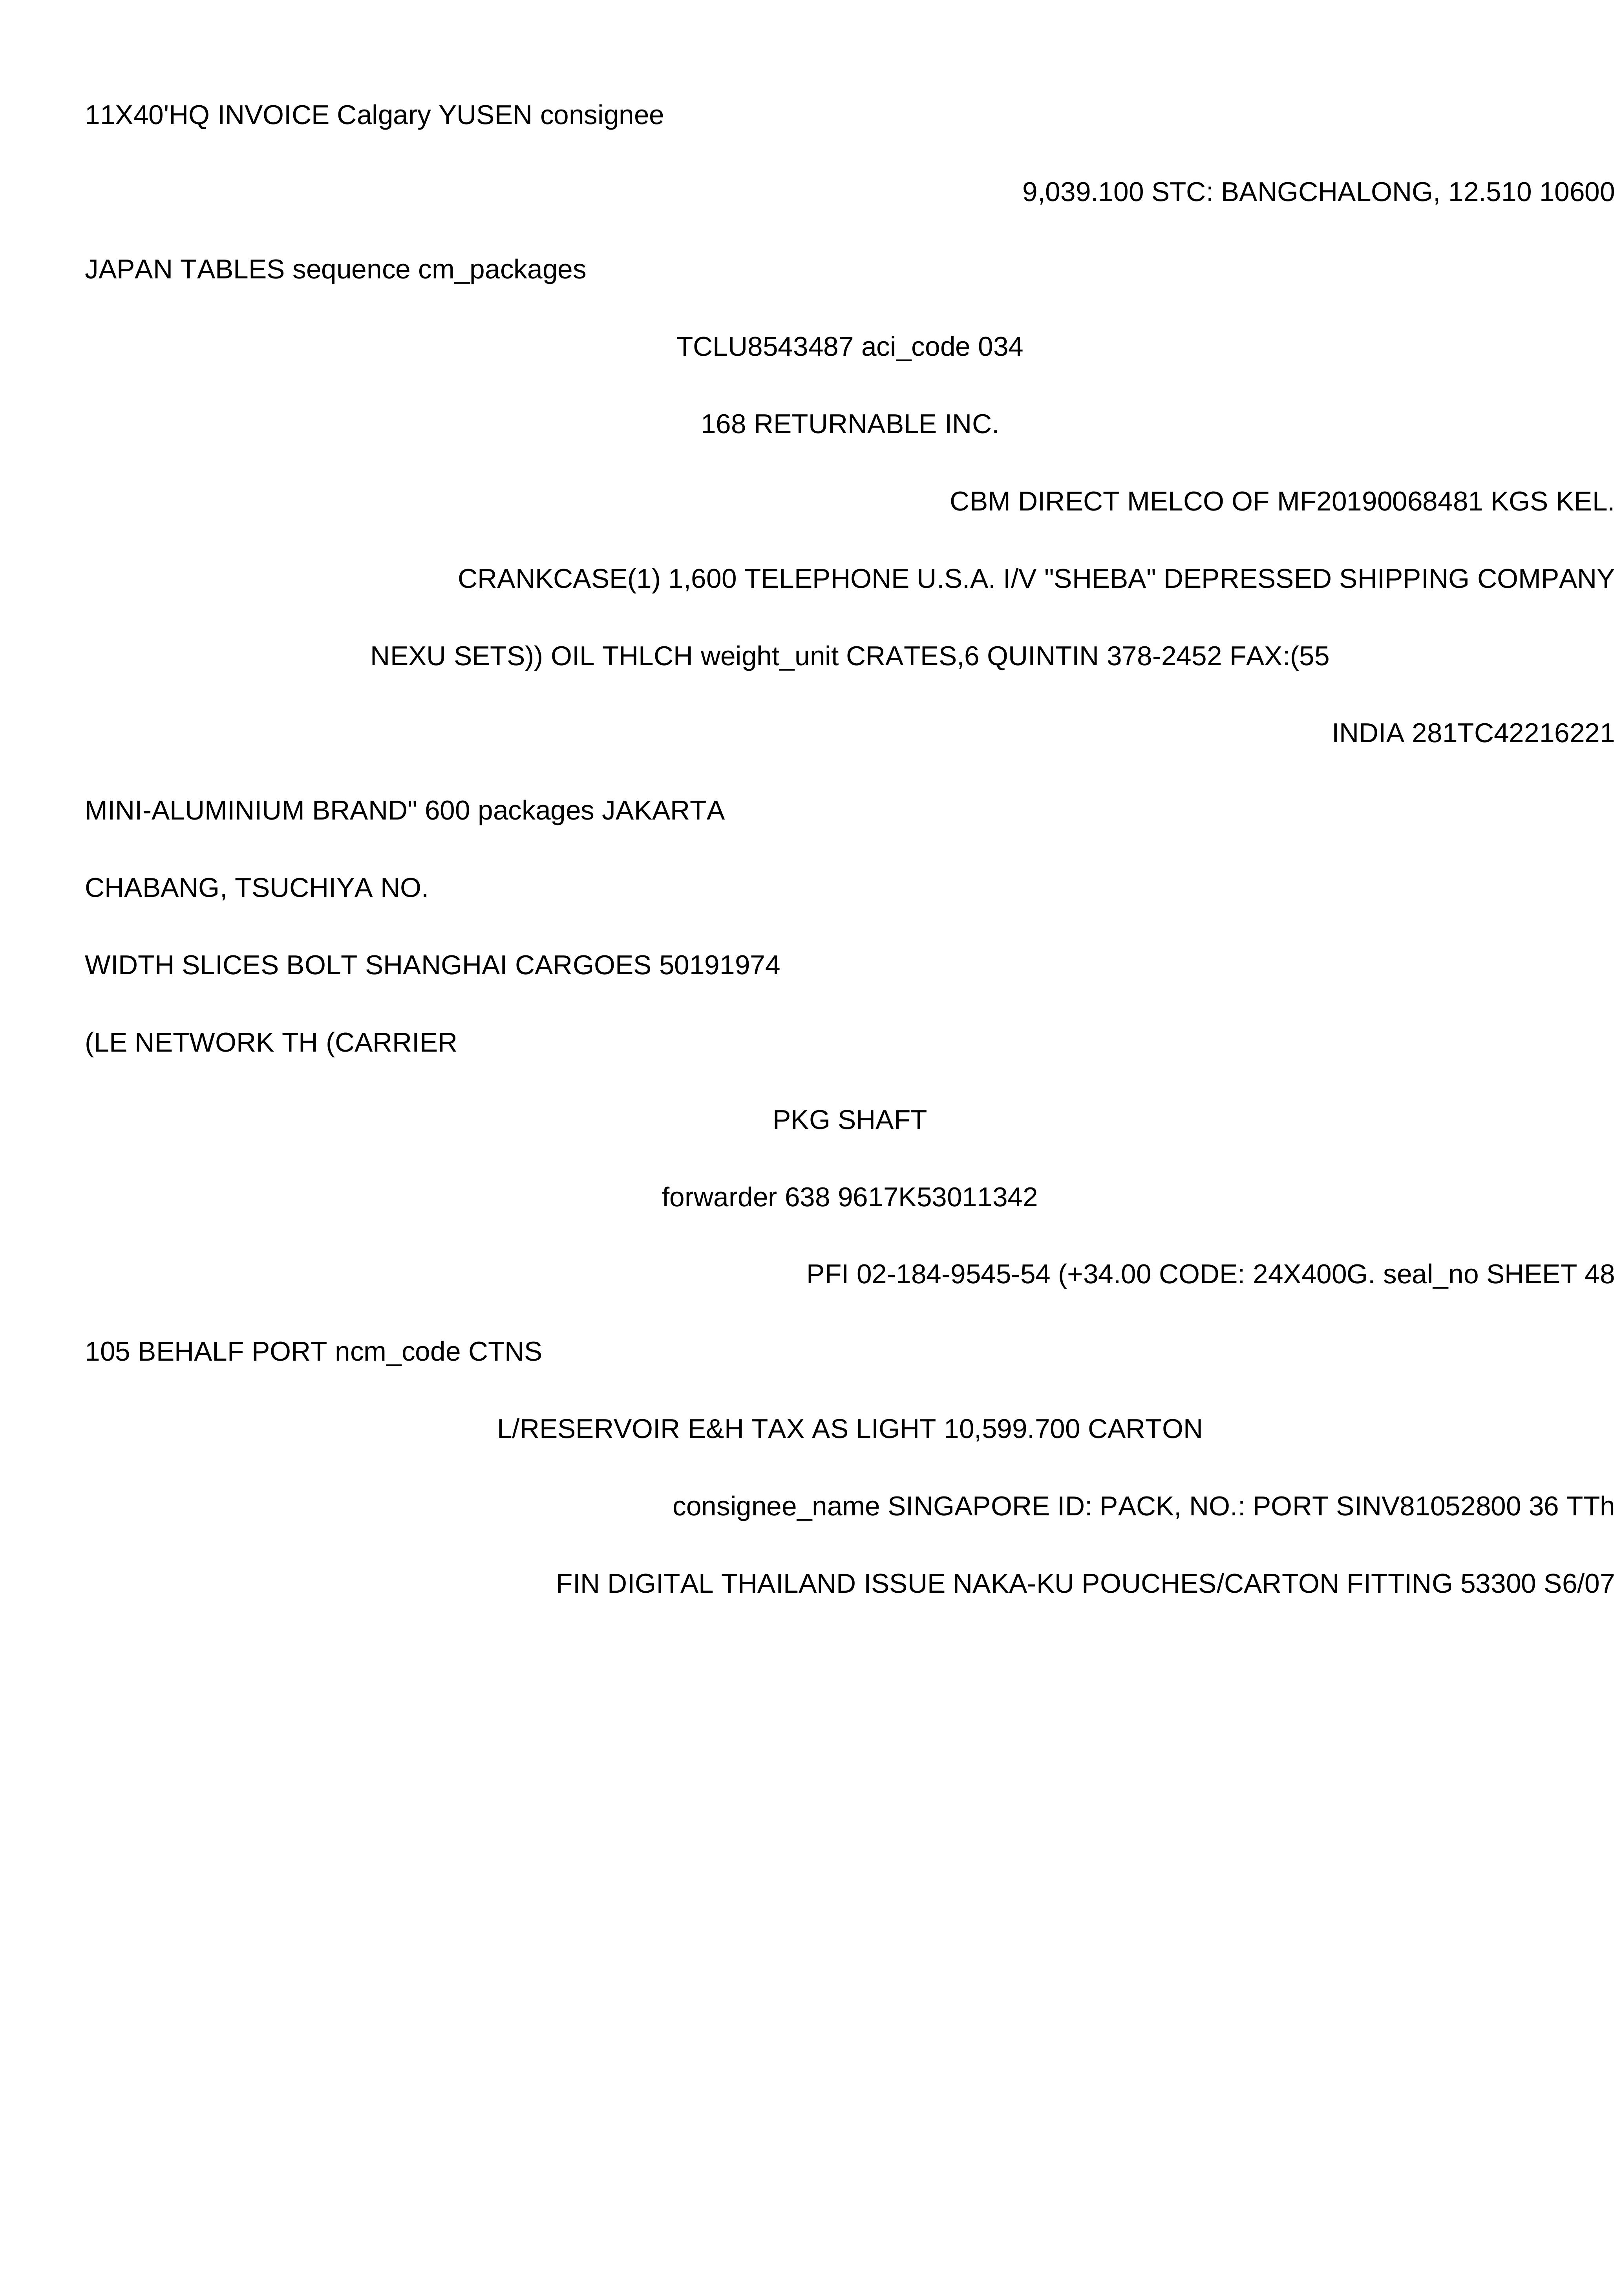 11X40'HQ INVOICE Calgary YUSEN consignee
9,039.100 STC: BANGCHALONG, 12.510 10600
JAPAN TABLES sequence cm_packages
TCLU8543487 aci_code 034
168 RETURNABLE INC.
CBM DIRECT MELCO OF MF20190068481 KGS KEL.
CRANKCASE(1) 1,600 TELEPHONE U.S.A. I/V "SHEBA" DEPRESSED SHIPPING COMPANY
NEXU SETS)) OIL THLCH weight_unit CRATES,6 QUINTIN 378-2452 FAX:(55
INDIA 281TC42216221
MINI-ALUMINIUM BRAND" 600 packages JAKARTA
CHABANG, TSUCHIYA NO.
WIDTH SLICES BOLT SHANGHAI CARGOES 50191974
(LE NETWORK TH (CARRIER
PKG SHAFT
forwarder 638 9617K53011342
PFI 02-184-9545-54 (+34.00 CODE: 24X400G. seal_no SHEET 48
105 BEHALF PORT ncm_code CTNS
L/RESERVOIR E&H TAX AS LIGHT 10,599.700 CARTON
consignee_name SINGAPORE ID: PACK, NO.: PORT SINV81052800 36 TTh
FIN DIGITAL THAILAND ISSUE NAKA-KU POUCHES/CARTON FITTING 53300 S6/07